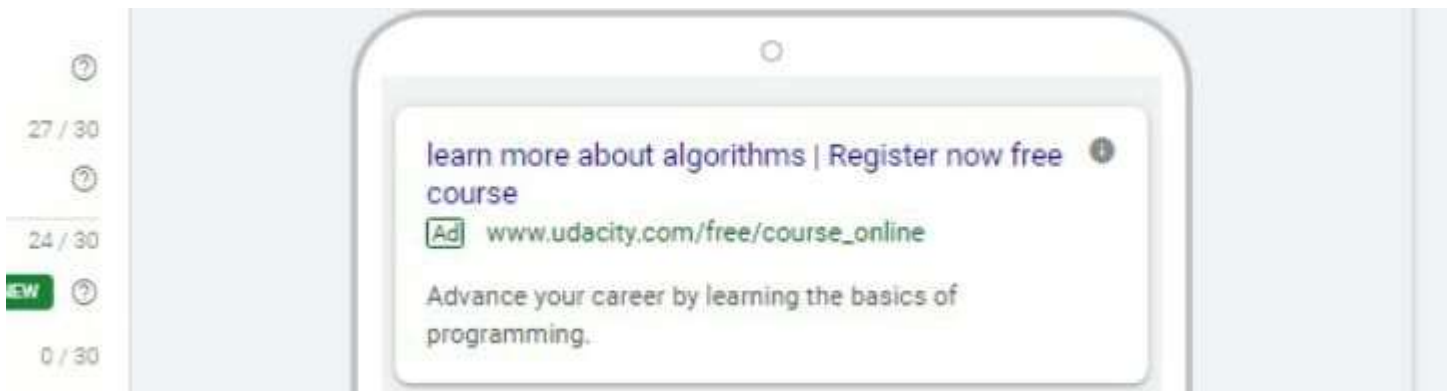 27 / 30
24 / 30
NEW
0 / 30
learn more about algorithms | Register now free
course
Ad www.udacity.com/free/course_online
Advance your career by learning the basics of
programming.